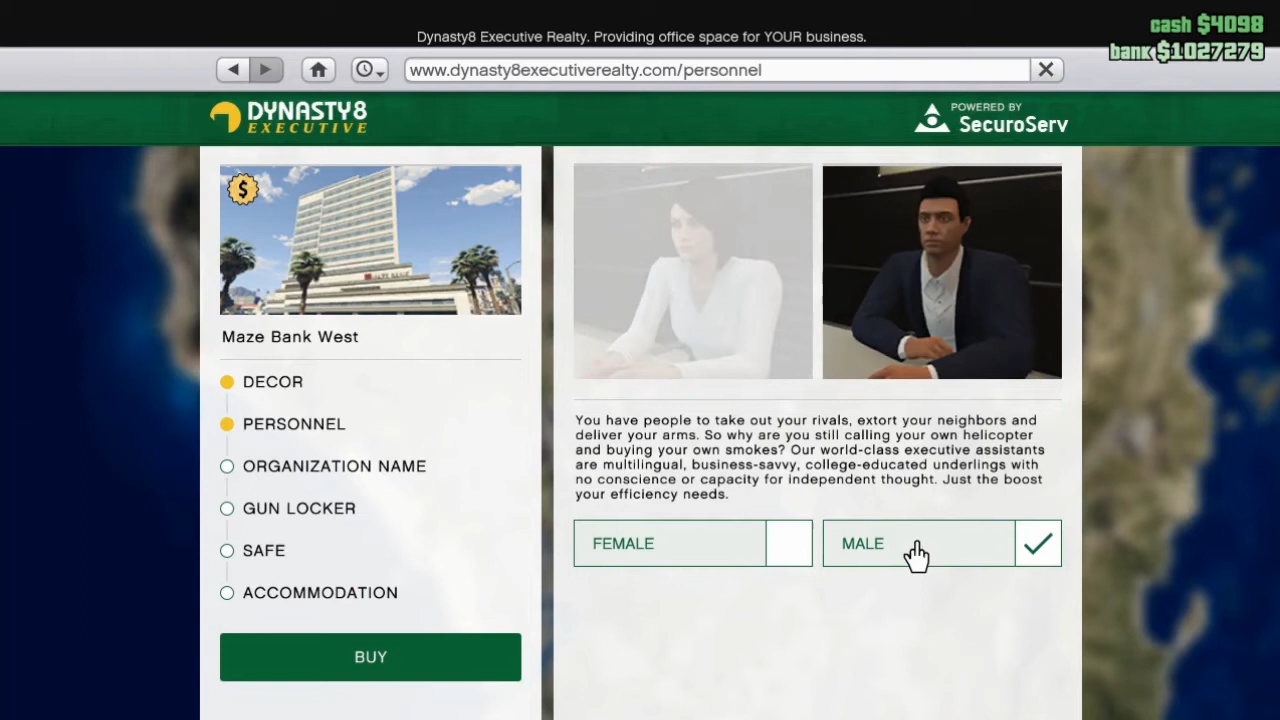 cash $4098
bank $1027279
Dynasty8 Executive Realty. Providing office space for YOUR business.
www.dynasty8executiverealty.com/personnel
DYNASTY 8
EXECUTIVE
POWERED BY
SecuroServ
$
MAZE BANK
Maze Bank West
DECOR
PERSONNEL
ORGANIZATION NAME
GUN LOCKER
SAFE
ACCOMMODATION
BUY
You have people to take out your rivals, extort your neighbors and
deliver your arms. So why are you still calling your own helicopter
and buying your own smokes? Our world-class executive assistants
are multilingual, business-savvy, college-educated underlings with
no conscience or capacity for independent thought. Just the boost
your efficiency needs.
FEMALE
MALE